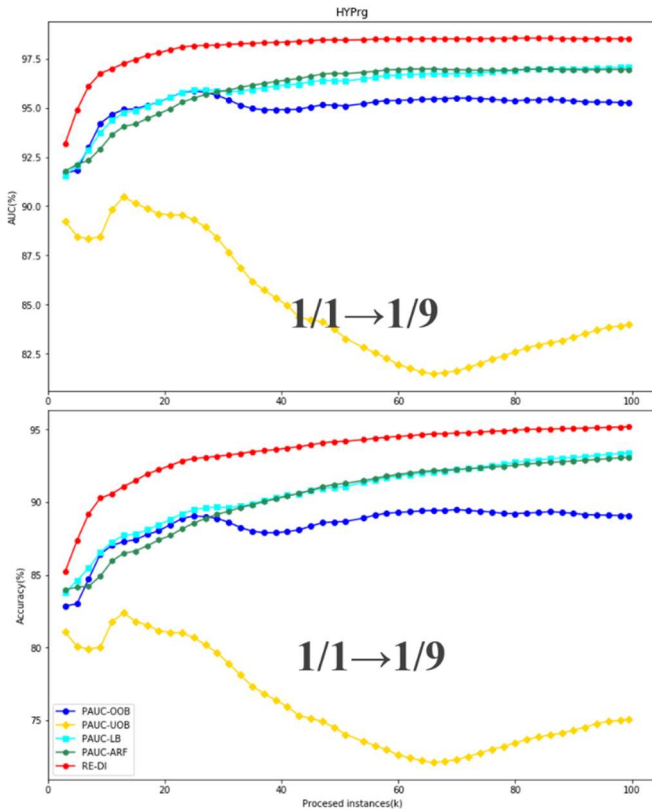 HYPrg
97.5
95.0
92.5
90.0
87.5
85.0
82.5
AUC(%)
1/1→1/9
0 20 40 60 80 100
95
90
85
80
75
Accuracy(%)
1/1→1/9
PAUC-OOB
PAUC-UOB
PAUC-LB
PAUC-ARF
RE-DI
0 20 40 60 80 100
Procesed instances(k)